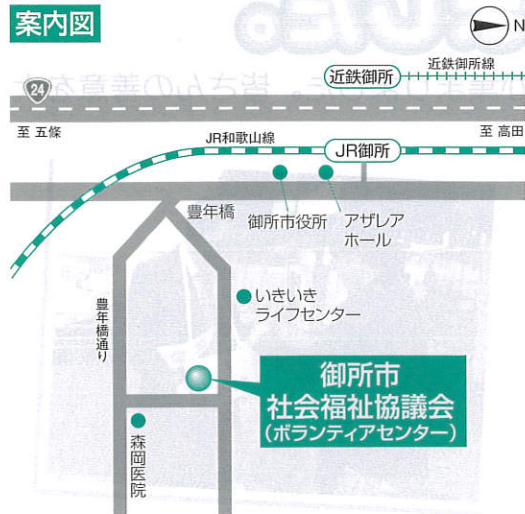 案内図
N
近鉄御所線
近鉄御所
24
至 五條
至 高田
JR和歌山線
JR御所
豊年橋
御所市役所
アザレア
ホール
いきいき
ライフセンター
豊年橋通り
御所市
社会福祉協議会
(ボランティアセンター)
森岡医院